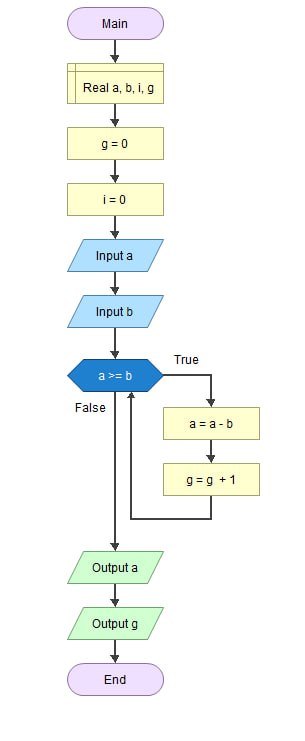 Main
Real a, b, i, g
g = 0
i = 0
Input a
Input b
a >= b
True
False
a = a - b
g = g + 1
Output a
Output g
End